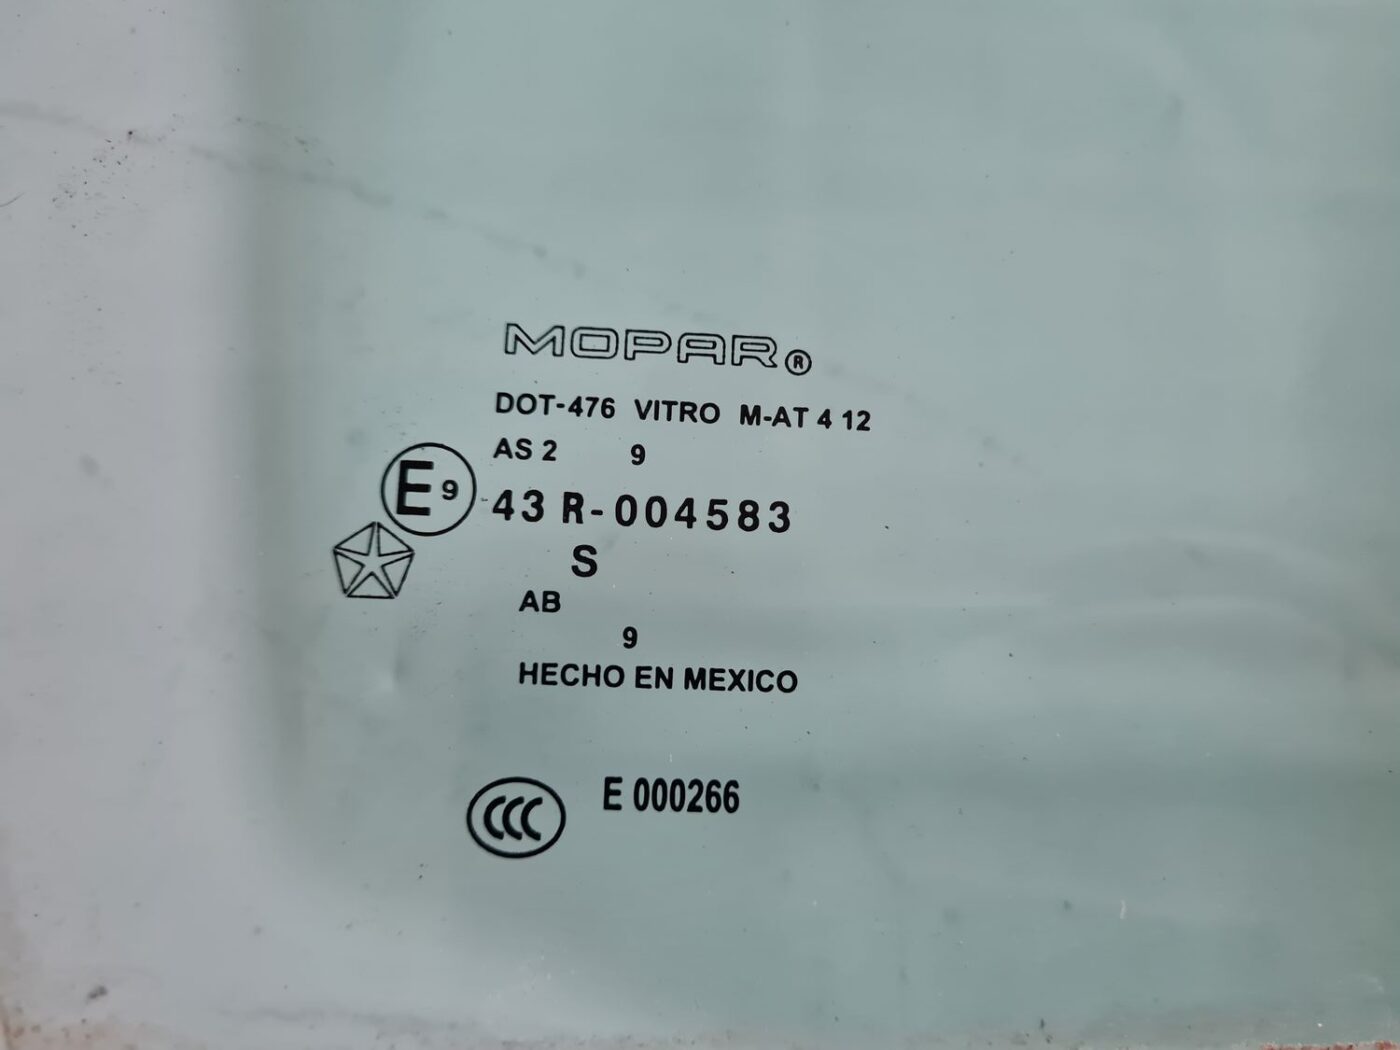 MOPAR®
DOT-476 VITRO M-AT 4 12
AS 2 9
E9 43 R-004583
S
AB
9
HECHO EN MEXICO
CCC E 000266